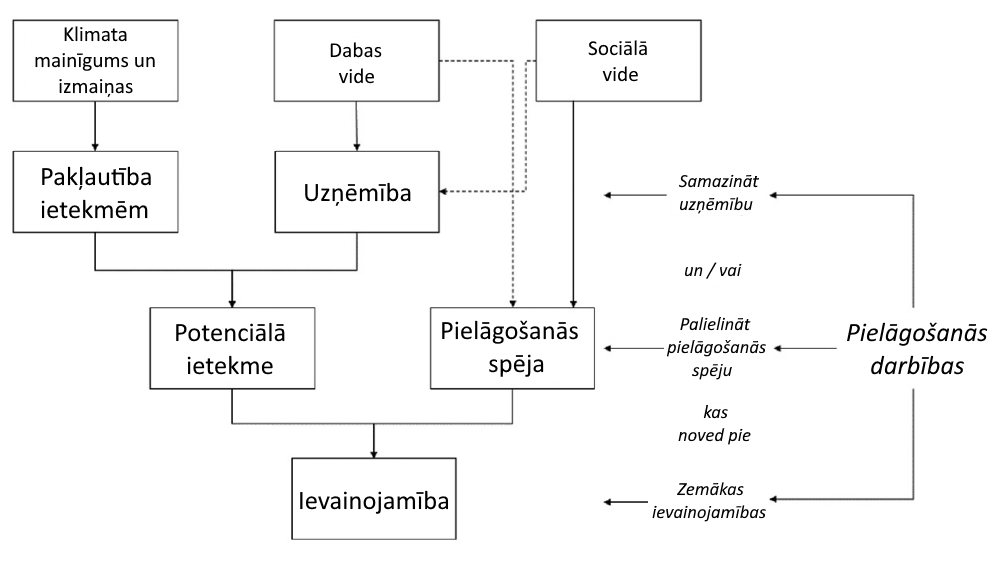 Klimata
mainīgums un
izmaiņas
Dabas
vide
Sociālā
vide
Pakļautība
ietekmēm
Uzņēmība
Samazināt
uzņēmību
un / vai
Potenciālā
ietekme
Pielāgošanās
spēja
Palielināt
pielāgošanās
spēju
Pielāgošanās
darbības
kas
noved pie
Ievainojamība
Zemākas
ievainojamības